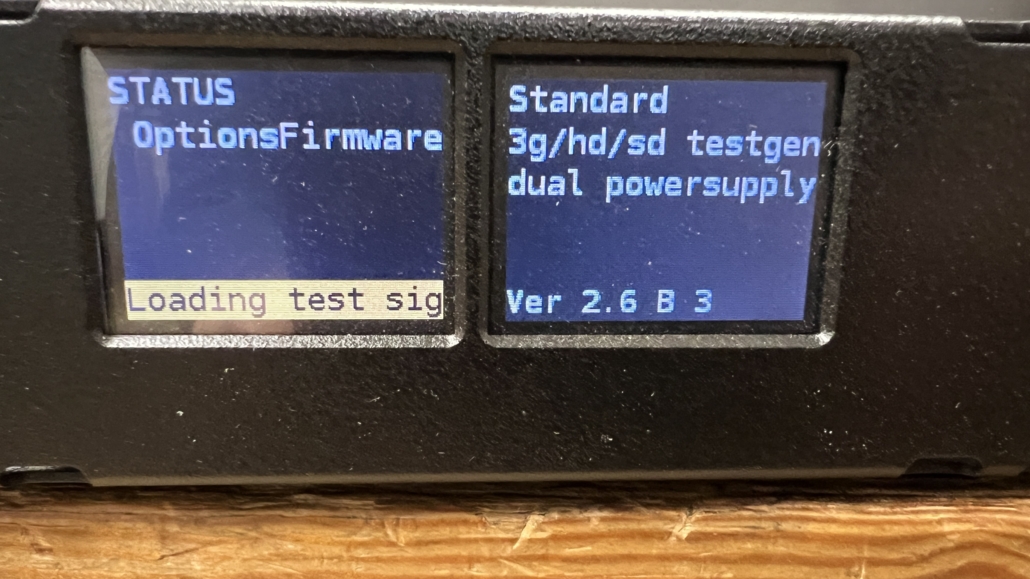 STATUS
OptionsFirmware
Loading test sig
Standard
3g/hd/sd testgen
dual powersupply
Ver 2.6 B 3